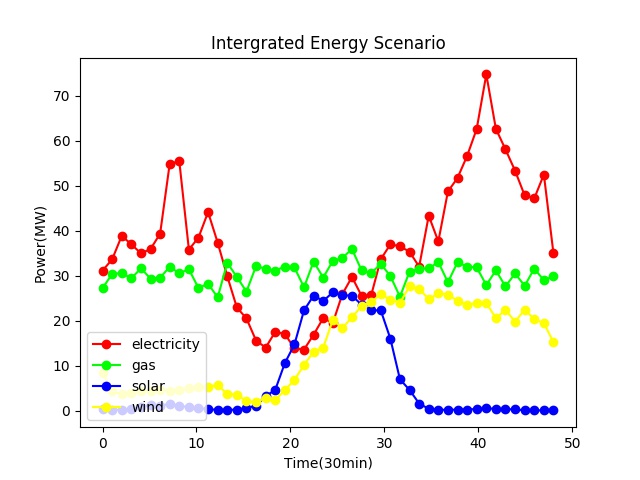 Intergrated Energy Scenario
Power(MW)
70
60
50
40
30
20
10
0
electricity
gas
solar
wind
0 10 20 30 40 50
Time(30min)